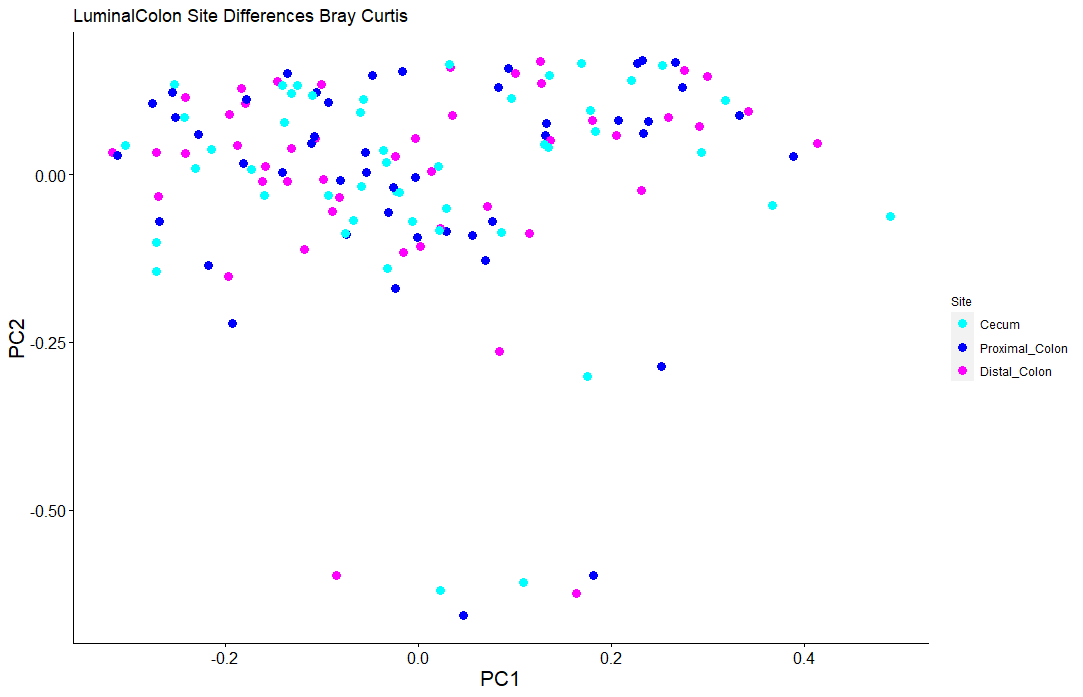 LuminalColon Site Differences Bray Curtis
PC2
0.00
-0.25
-0.50
-0.2
0.0
0.2
0.4
PC1
Site
Cecum
Proximal_Colon
Distal_Colon